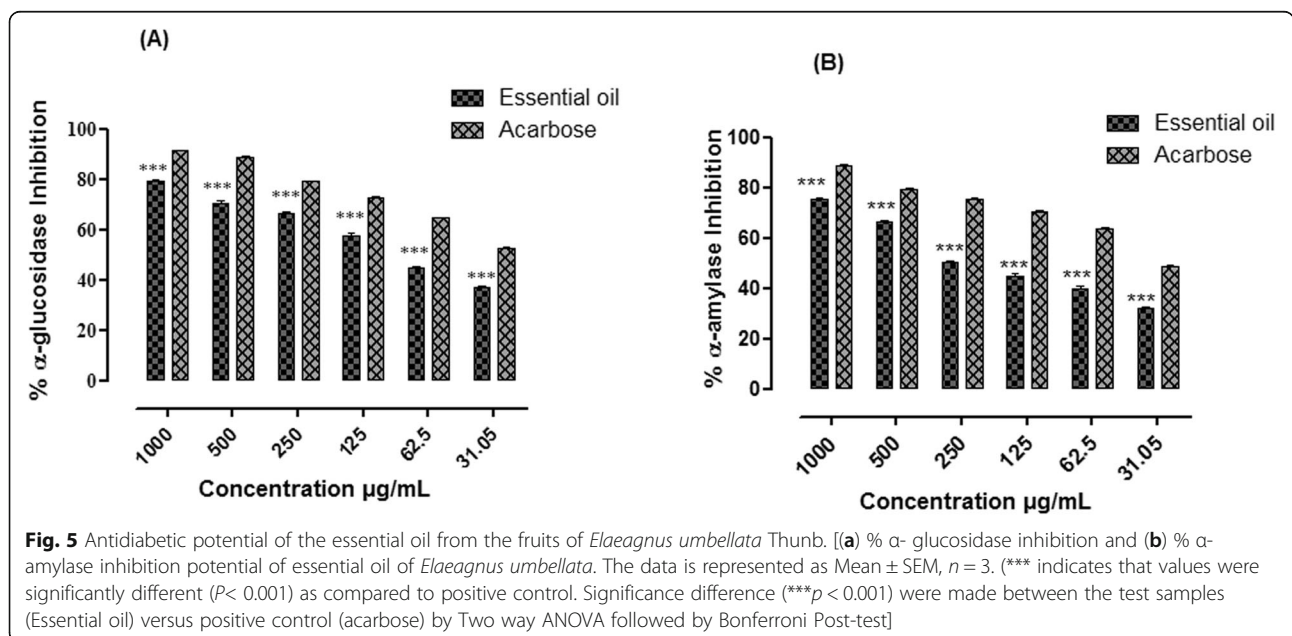 (A)
Essential oil
Acarbose
% α-glucosidase Inhibition
100
80
60
40
20
0
***
***
***
***
***
***
1000
500
250
125
62.5
31.05
Concentration µg/mL
(B)
Essential oil
Acarbose
% α-amylase Inhibition
100
80
60
40
20
0
***
***
***
***
***
***
1000
500
250
125
62.5
31.05
Concentration µg/mL
Fig. 5 Antidiabetic potential of the essential oil from the fruits of Elaeagnus umbellata Thunb. [(a) % α- glucosidase inhibition and (b) % α-
amylase inhibition potential of essential oil of Elaeagnus umbellata. The data is represented as Mean ± SEM, n = 3. (*** indicates that values were
significantly different (P< 0.001) as compared to positive control. Significance difference (***p < 0.001) were made between the test samples
(Essential oil) versus positive control (acarbose) by Two way ANOVA followed by Bonferroni Post-test]